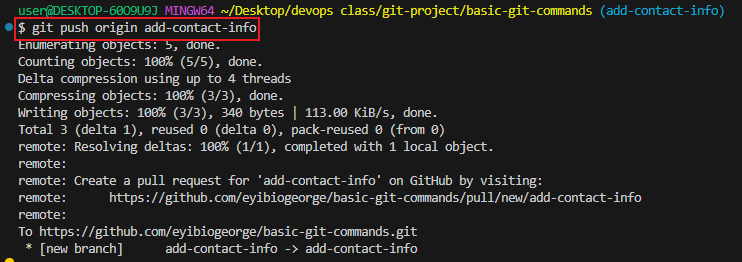 user@DESKTOP-60O9U9J MINGW64 ~/Desktop/devops class/git-project/basic-git-commands (add-contact-info)
$ git push origin add-contact-info
Enumerating objects: 5, done.
Counting objects: 100% (5/5), done.
Delta compression using up to 4 threads
Compressing objects: 100% (3/3), done.
Writing objects: 100% (3/3), 340 bytes | 113.00 KiB/s, done.
Total 3 (delta 1), reused 0 (delta 0), pack-reused 0 (from 0)
remote: Resolving deltas: 100% (1/1), completed with 1 local object.
remote:
remote: Create a pull request for 'add-contact-info' on GitHub by visiting:
remote:      https://github.com/eyibiogeorge/basic-git-commands/pull/new/add-contact-info
remote:
To https://github.com/eyibiogeorge/basic-git-commands.git
 * [new branch]      add-contact-info -> add-contact-info